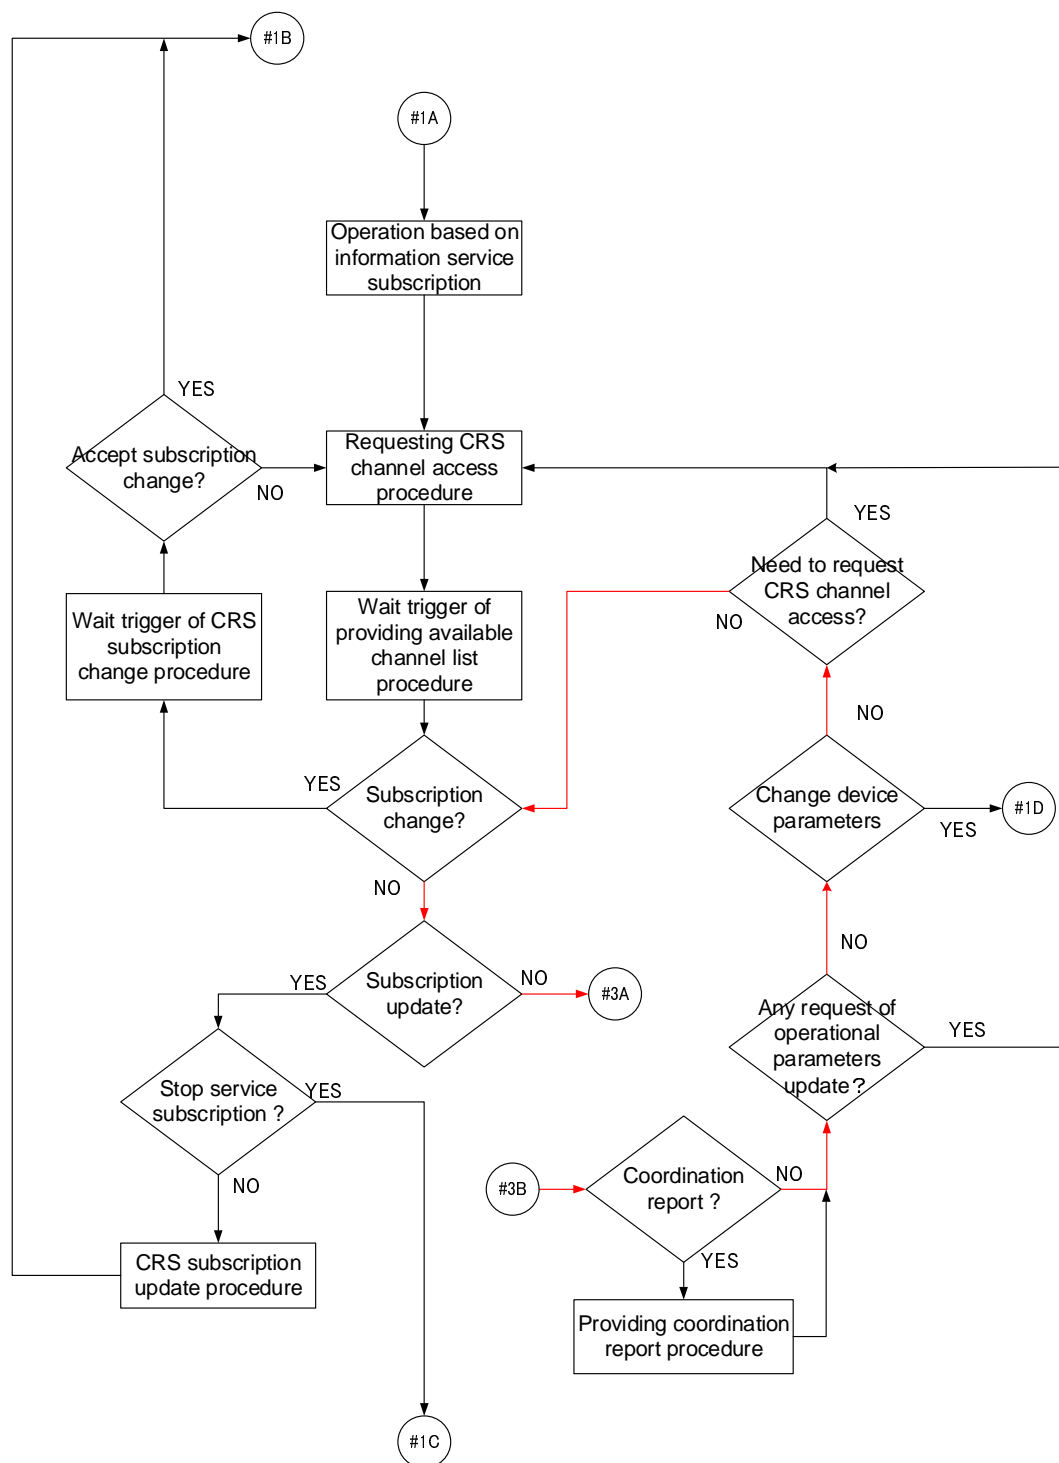 #1B
#1A
Operation based on
information service
subscription
YES
Accept subscription
change?
NO
Requesting CRS
channel access
procedure
YES
Need to request
CRS channel
access?
NO
Wait trigger of CRS
subscription
change procedure
Wait trigger of
providing available
channel list
procedure
NO
YES
Subscription
change?
NO
Change device
parameters
YES
#1D
NO
YES
Subscription
update?
NO
#3A
Any request of
operational
parameters
update ?
YES
Stop service
subscription ?
YES
NO
#3B
Coordination
report ?
NO
YES
CRS subscription
update procedure
Providing coordination
report procedure
#1C